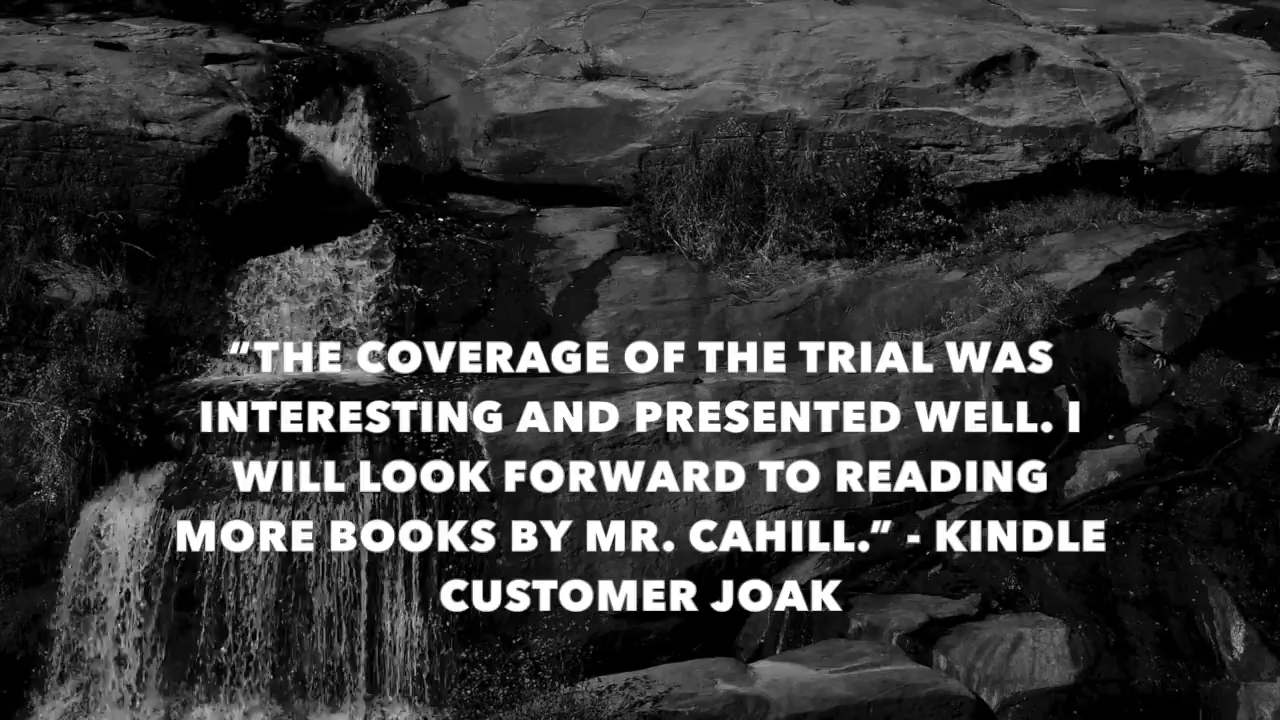 “THE COVERAGE OF THE TRIAL WAS
INTERESTING AND PRESENTED WELL. I
WILL LOOK FORWARD TO READING
MORE BOOKS BY MR. CAHILL.” - KINDLE
CUSTOMER JOAK